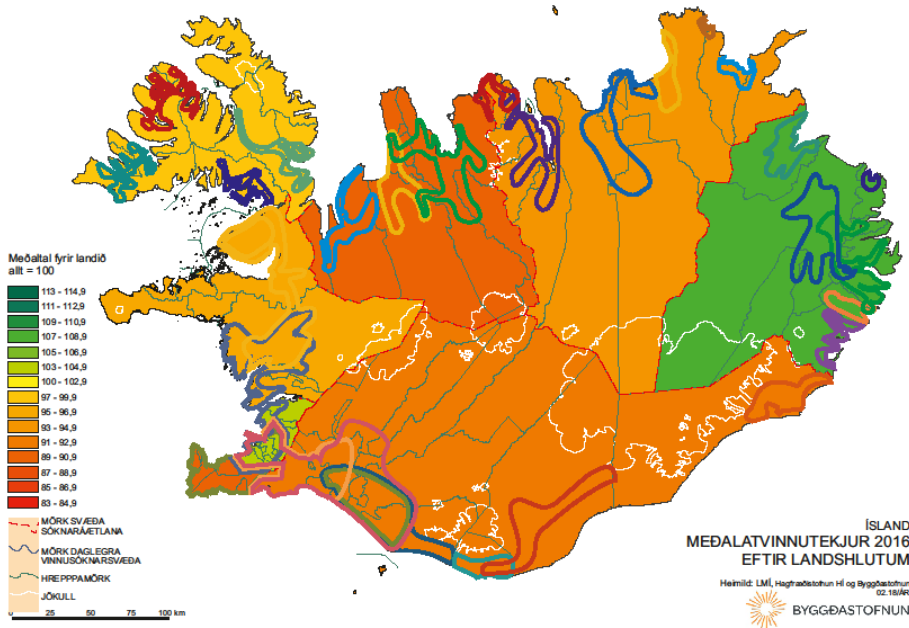 Meðaltal fyrir landið
allt = 100
113 - 114,9
111 - 112,9
109 - 110,9
107 - 108,9
105 - 106,9
103 - 104,9
100 - 102,9
97 - 99,9
95 - 96,9
93 - 94,9
91 - 92,9
89 - 90,9
87 - 88,9
85 - 86,9
83 - 84,9
MÖRK SVÆÐA
SÓKNARÁÆTLANA
MÖRK DAGLEGRA
VINNUSÓKNARSVÆÐA
HREPPPAMÖRK
JÖKULL
0 25 50 75 100 km
ÍSLAND
MEÐALATVINNUTEKJUR 2016
EFTIR LANDSHLUTUM
Heimild: LMÍ, Hagfræðistofnun HÍ og Byggðastofnun
02.18/ÁR
BYGGÐASTOFNUN